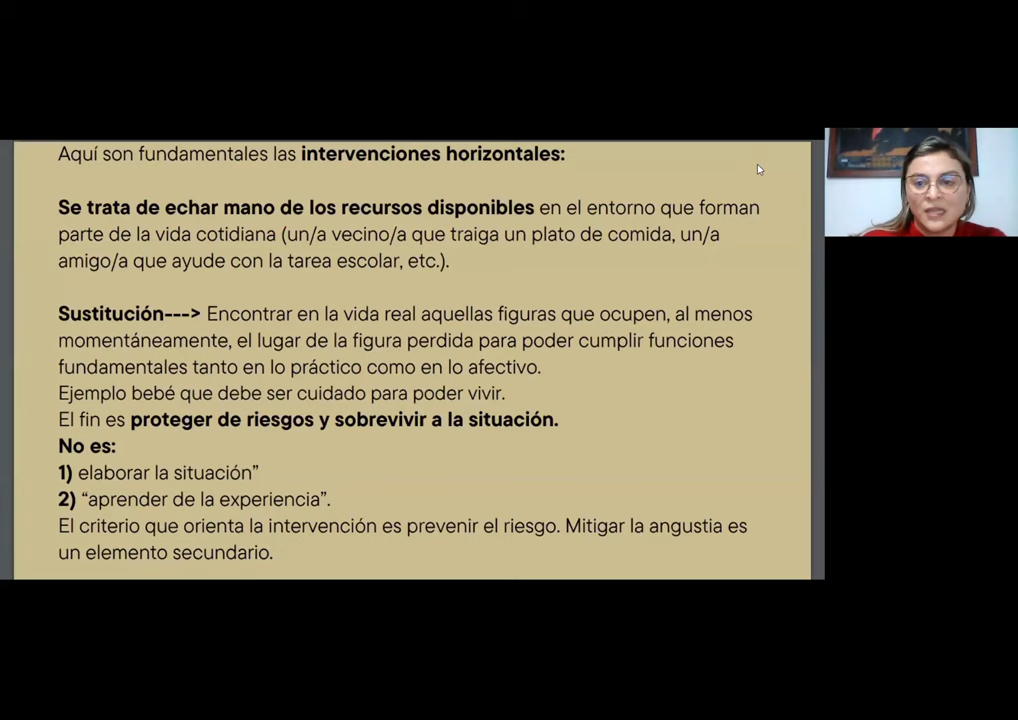 Aquí son fundamentales las intervenciones horizontales:
Se trata de echar mano de los recursos disponibles en el entorno que forman
parte de la vida cotidiana (un/a vecino/a que traiga un plato de comida, un/a
amigo/a que ayude con la tarea escolar, etc.).
Sustitución---> Encontrar en la vida real aquellas figuras que ocupen, al menos
momentáneamente, el lugar de la figura perdida para poder cumplir funciones
fundamentales tanto en lo práctico como en lo afectivo.
Ejemplo bebé que debe ser cuidado para poder vivir.
El fin es proteger de riesgos y sobrevivir a la situación.
No es:
1) elaborar la situación”
2) “aprender de la experiencia”.
El criterio que orienta la intervención es prevenir el riesgo. Mitigar la angustia es
un elemento secundario.